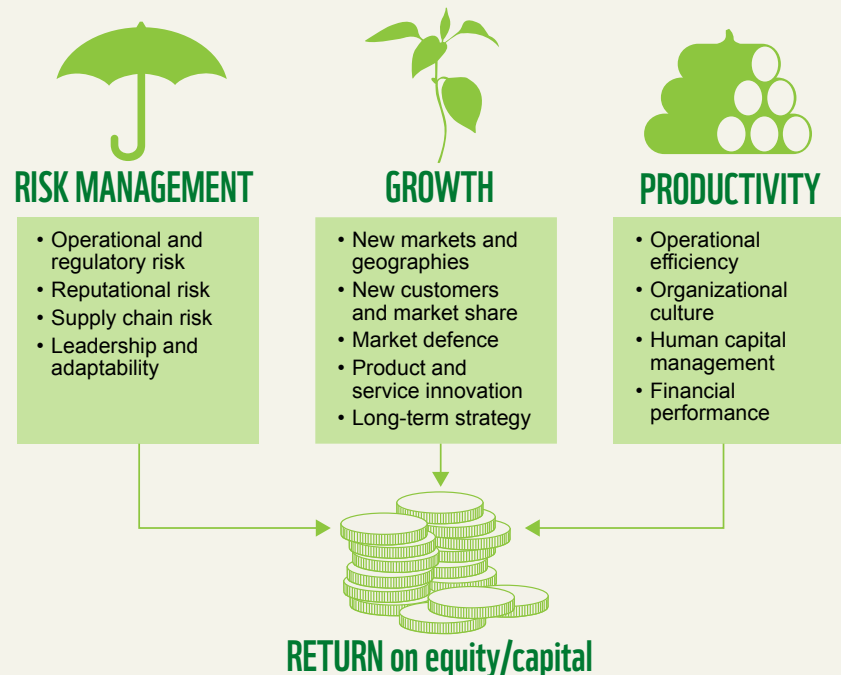 RISK MANAGEMENT
• Operational and
regulatory risk
• Reputational risk
• Supply chain risk
• Leadership and
adaptability
GROWTH
• New markets and
geographies
• New customers
and market share
• Market defence
• Product and
service innovation
• Long-term strategy
PRODUCTIVITY
• Operational
efficiency
• Organizational
culture
• Human capital
management
• Financial
performance
RETURN on equity/capital